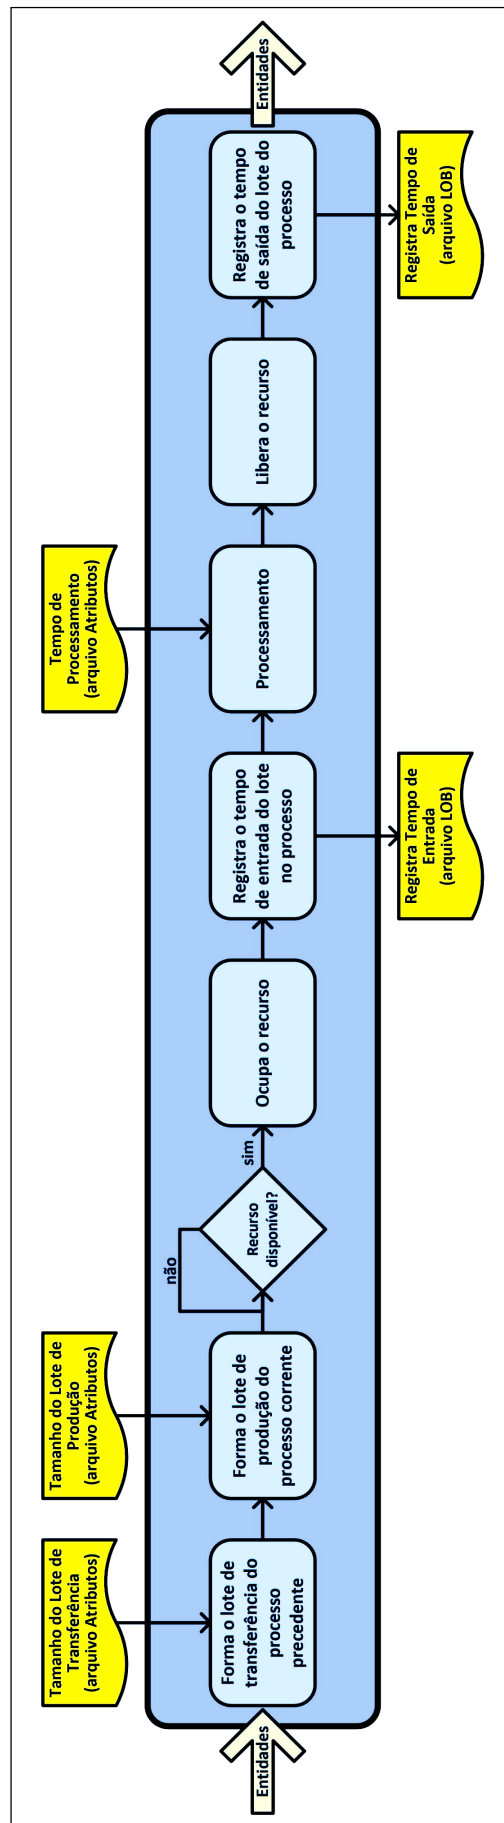 Entidades
Tamanho do Lote de
Transferência
(arquivo Atributos)
Forma o lote de
transferência do
processo
precedente
Tamanho do Lote de
Produção
(arquivo Atributos)
Forma o lote de
produção do
processo corrente
não
Recurso
disponível?
sim
Ocupa o recurso
Registra o tempo
de entrada do lote
no processo
Registra Tempo de
Entrada
(arquivo LOB)
Tempo de
Processamento
(arquivo Atributos)
Processamento
Libera o recurso
Registra o tempo
de saída do lote do
processo
Registra Tempo de
Saída
(arquivo LOB)
Entidades